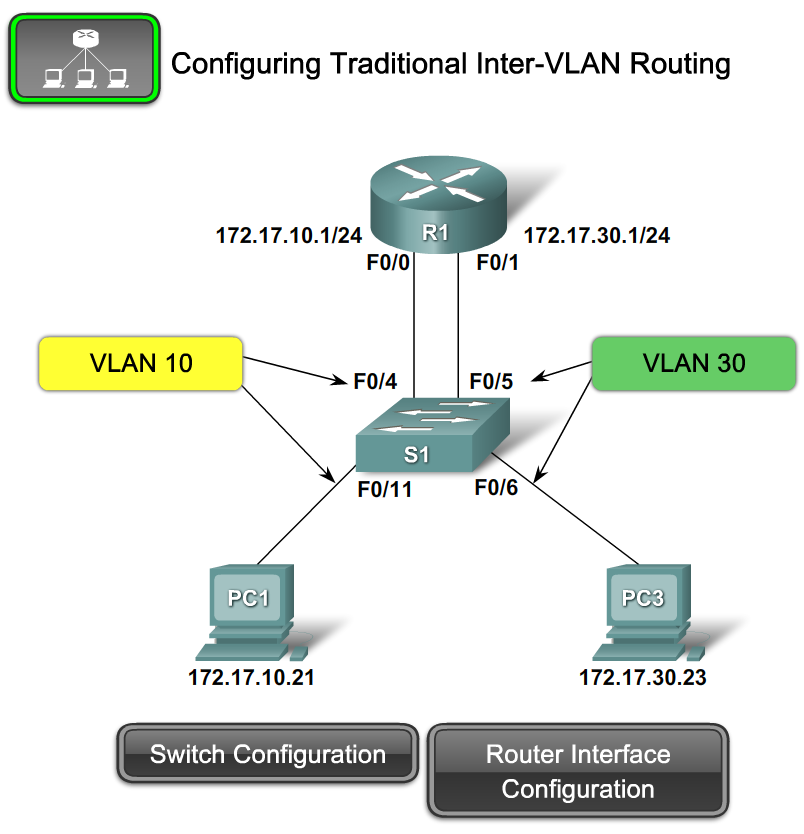 Configuring Traditional Inter-VLAN Routing
R1
172.17.10.1/24
172.17.30.1/24
F0/0
F0/1
VLAN 10
VLAN 30
F0/4
F0/5
S1
F0/11
F0/6
PC1
PC3
172.17.10.21
172.17.30.23
Switch Configuration
Router Interface
Configuration